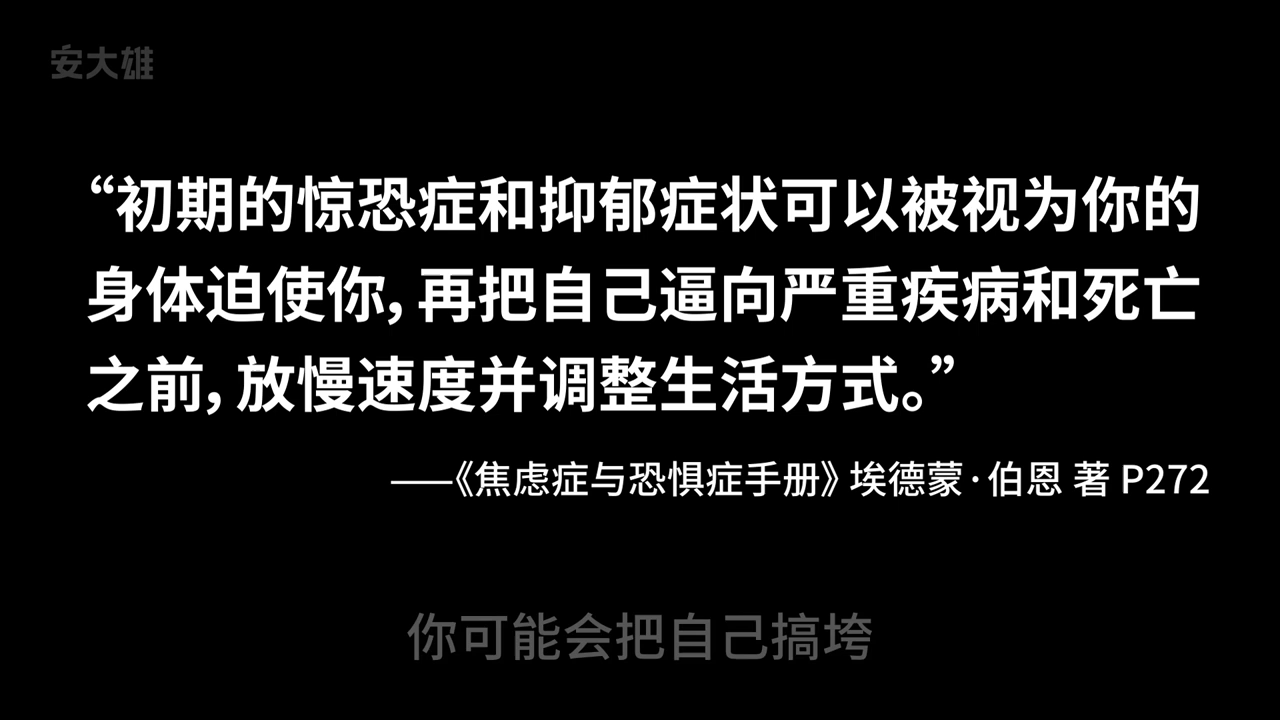 安大雄
“初期的惊恐症和抑郁症状可以被视为你的
身体迫使你，再把自己逼向严重疾病和死亡
之前，放慢速度并调整生活方式。”
——《焦虑症与恐惧症手册》埃德蒙·伯恩 著 P272
你可能会把自己搞垮